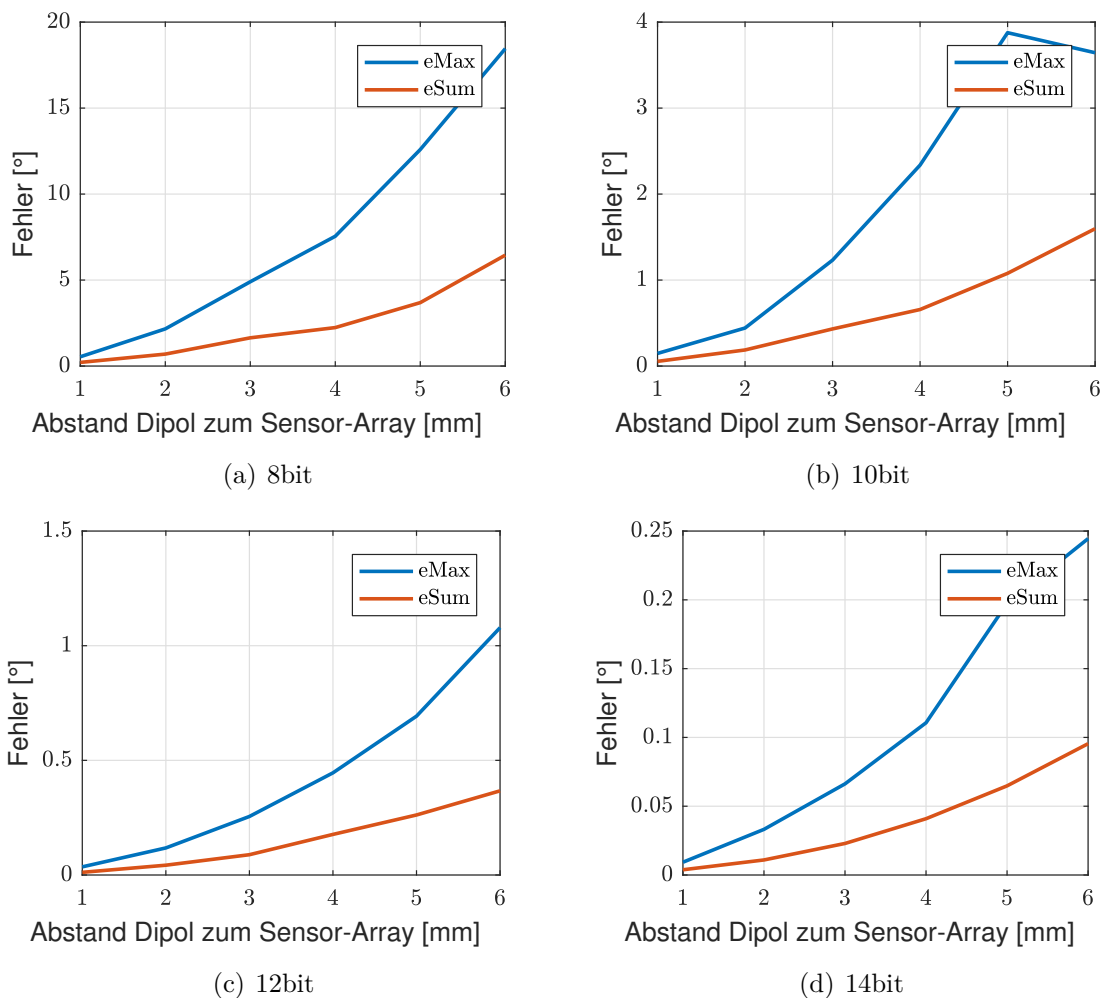 20
15
10
5
0
Fehler [°]
eMax
eSum
1 2 3 4 5 6
Abstand Dipol zum Sensor-Array [mm]
(a) 8bit
4
3
2
1
0
Fehler [°]
eMax
eSum
1 2 3 4 5 6
Abstand Dipol zum Sensor-Array [mm]
(b) 10bit
1.5
1
0.5
0
Fehler [°]
eMax
eSum
1 2 3 4 5 6
Abstand Dipol zum Sensor-Array [mm]
(c) 12bit
0.25
0.2
0.15
0.1
0.05
0
Fehler [°]
eMax
eSum
1 2 3 4 5 6
Abstand Dipol zum Sensor-Array [mm]
(d) 14bit